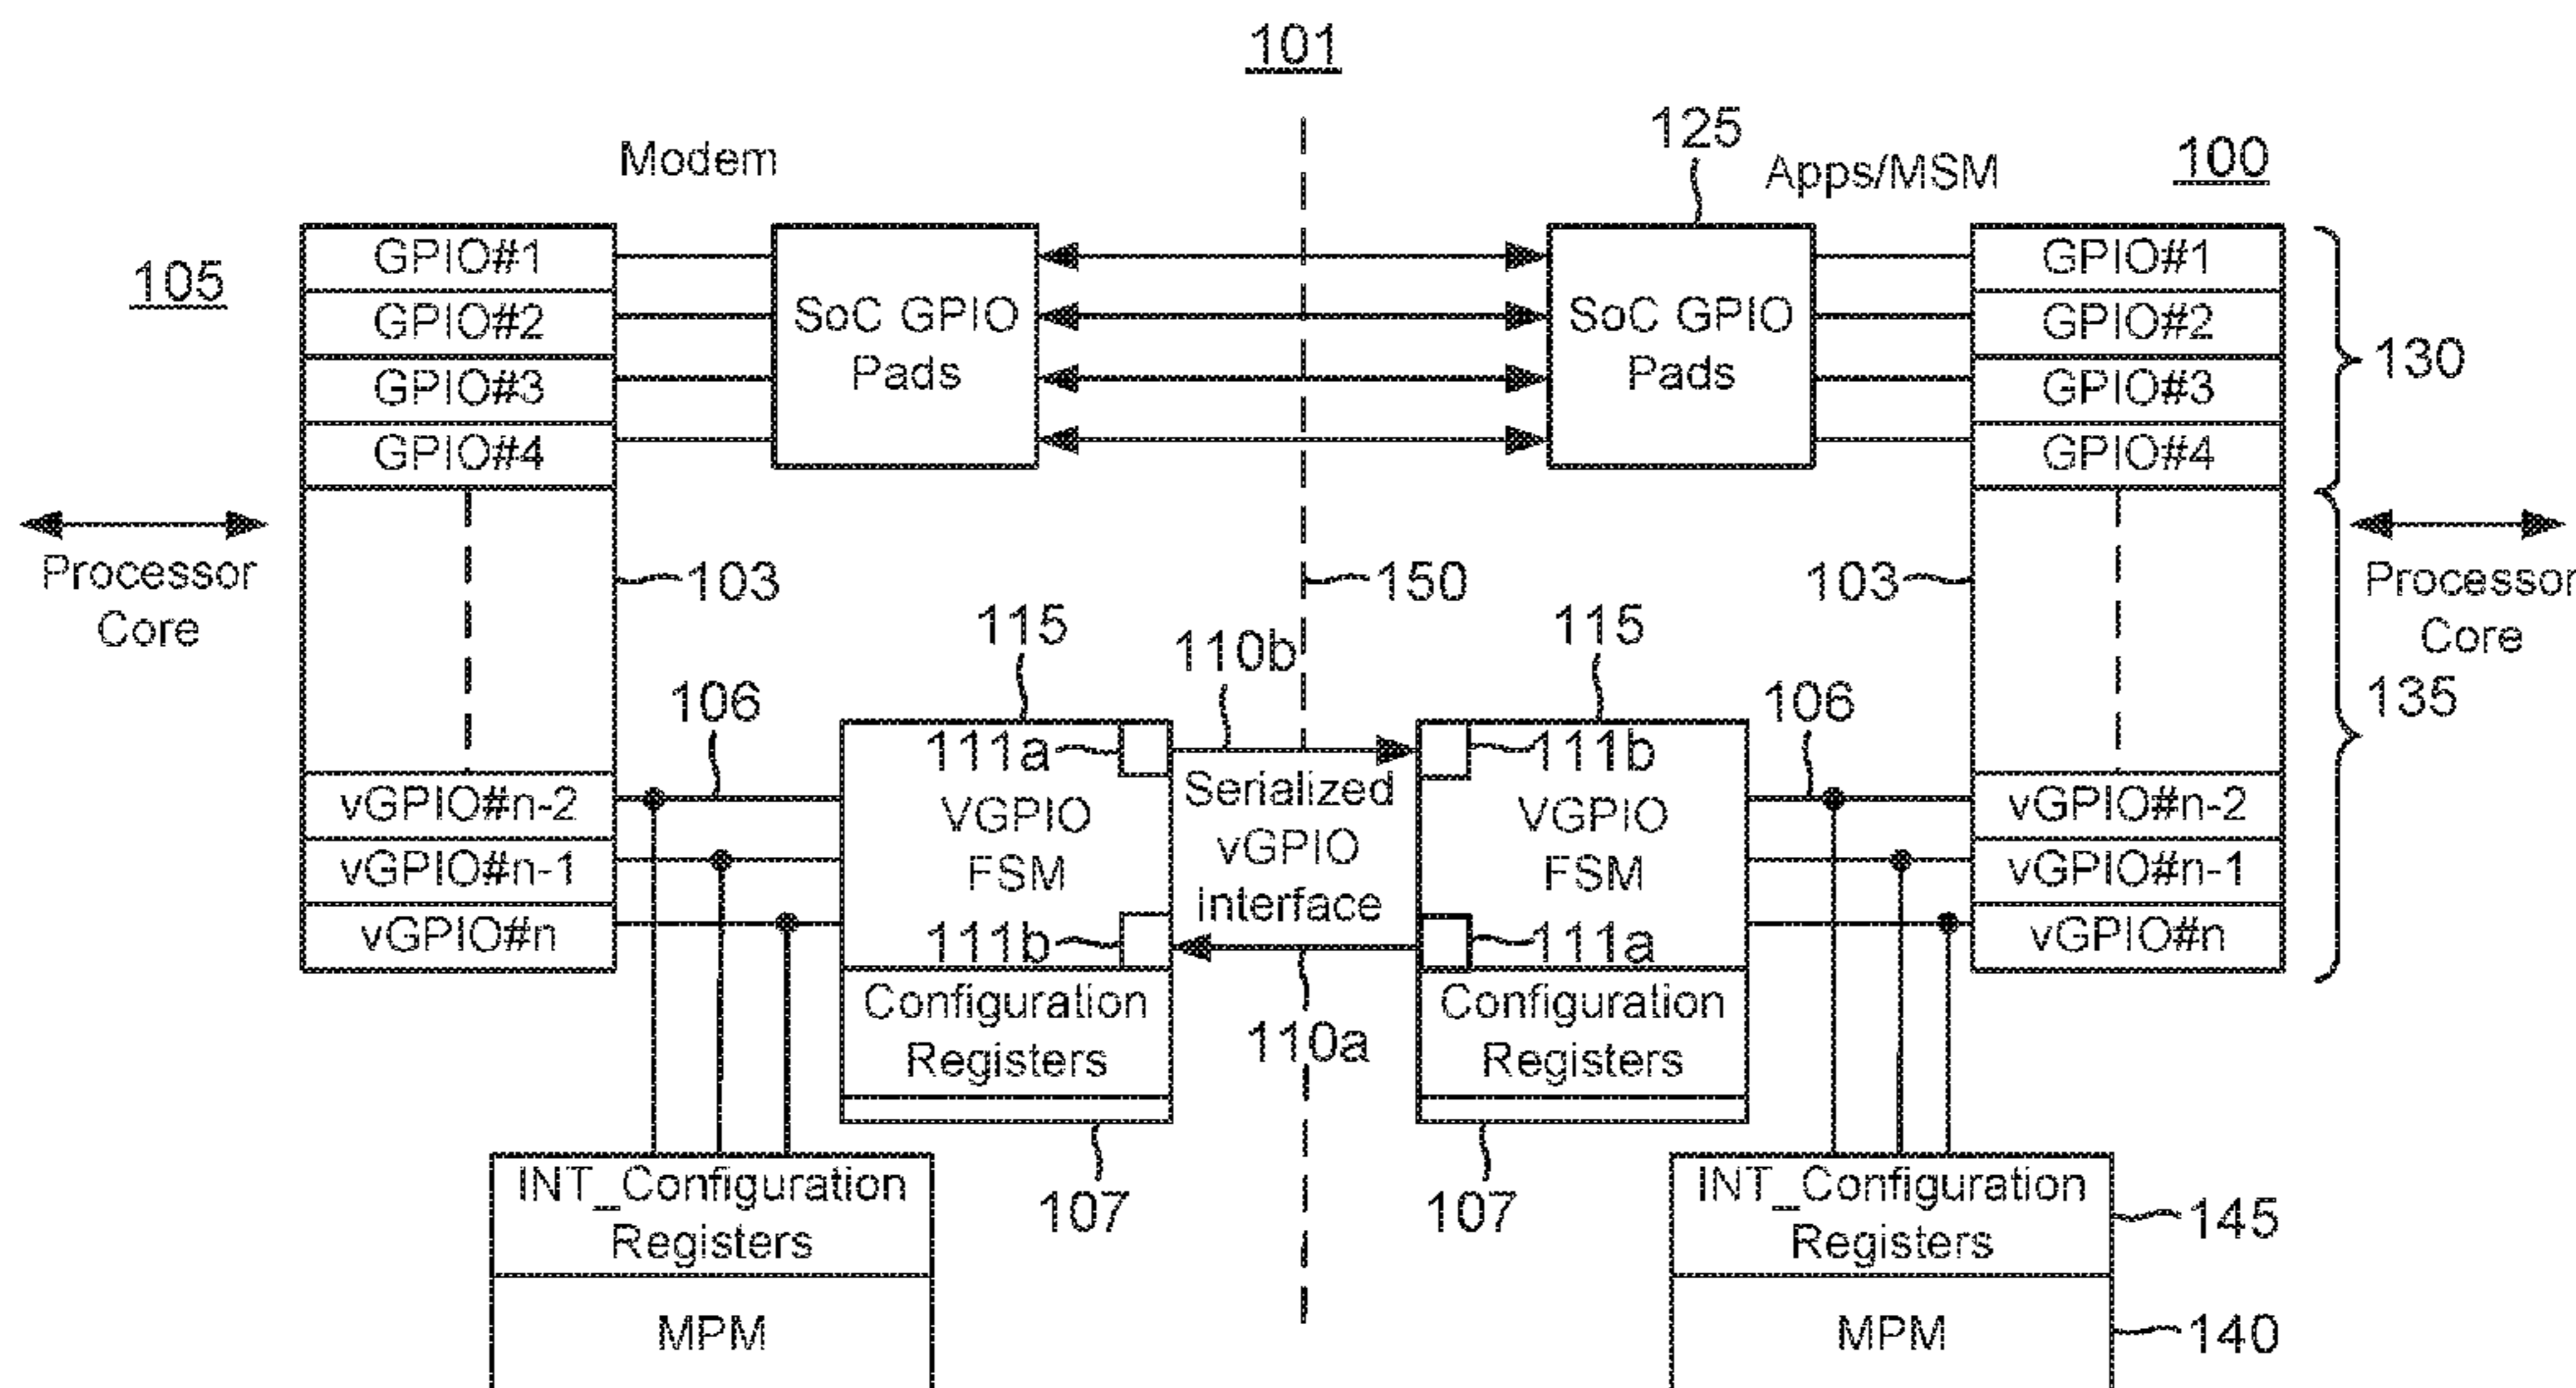 101
Modem
125
Apps/MSM
100
105
GPIO#1
GPIO#2
GPIO#3
GPIO#4
SoC GPIO
Pads
SoC GPIO
Pads
GPIO#1
GPIO#2
GPIO#3
GPIO#4
130
Processor
Core
103
150
103
Processor
Core
135
115
110b
115
106
106
111a
111b
vGPIO#n-2
vGPIO#n-1
vGPIO#n
VGPIO
FSM
Serialized
vGPIO
interface
VGPIO
FSM
vGPIO#n-2
vGPIO#n-1
vGPIO#n
111b
111a
Configuration
Registers
110a
Configuration
Registers
107
107
INT_Configuration
Registers
MPM
INT_Configuration
Registers
MPM
145
140